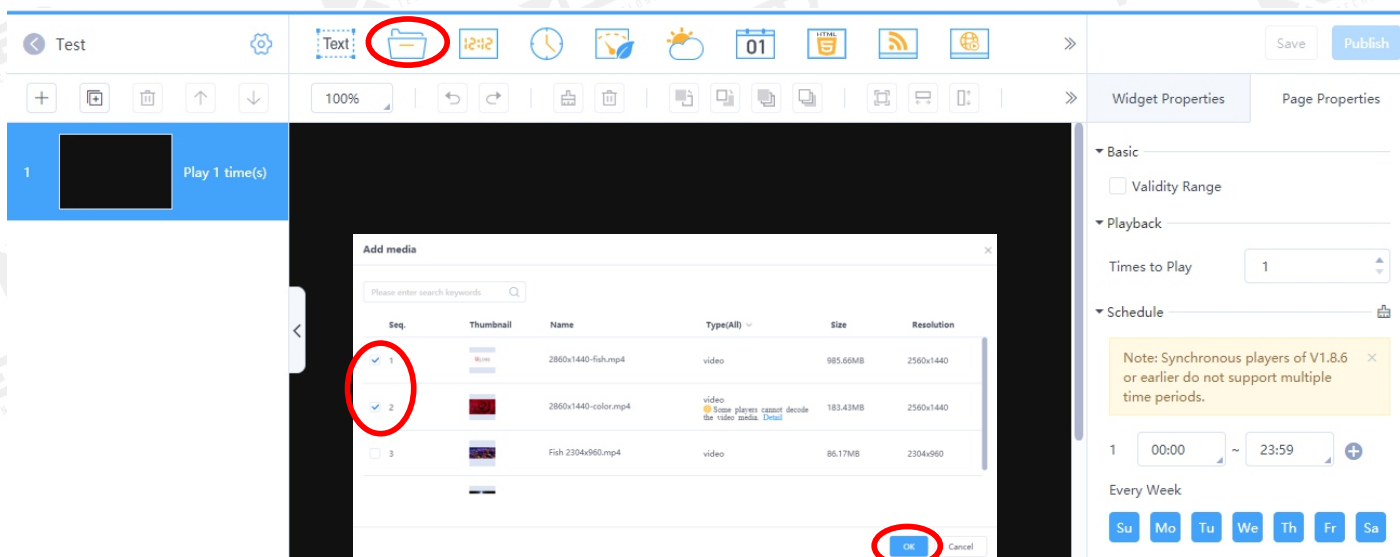 Test
Text
12:12
01
HTML
5
Save
Publish
100%
Widget Properties
Page Properties
1
Play 1 time(s)
Basic
Validity Range
Playback
Times to Play
1
Schedule
Note: Synchronous players of V1.8.6
or earlier do not support multiple
time periods.
1
00:00
~
23:59
Every Week
Su
Mo
Tu
We
Th
Fr
Sa
Add media
Please enter search keywords
Seq.
Thumbnail
Name
Type(All)
Size
Resolution
1
2860x1440-fish.mp4
video
985.66MB
2560x1440
2
2860x1440-color.mp4
video
Some players cannot decode
the video media. Detail
183.43MB
2560x1440
3
Fish 2304x960.mp4
video
86.17MB
2304x960
OK
Cancel